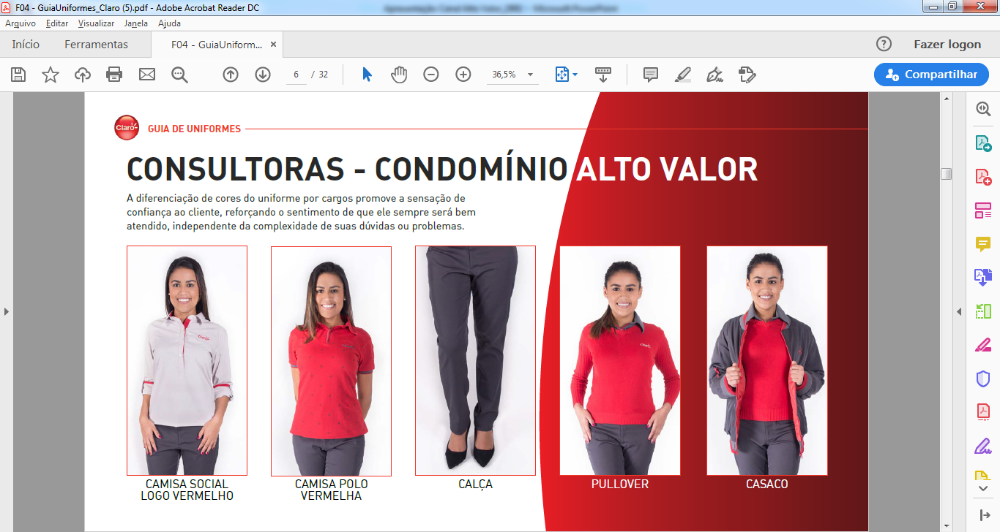 F04 - GuiaUniformes_Claro (5).pdf - Adobe Acrobat Reader DC
Arquivo Editar Visualizar Janela Ajuda
Início Ferramentas F04 - GuiaUniform... Fazer logon
6 / 32 36,5% Compartilhar
Claro
GUIA DE UNIFORMES
CONSULTORAS - CONDOMÍNIO ALTO VALOR
A diferenciação de cores do uniforme por cargos promove a sensação de
confiança ao cliente, reforçando o sentimento de que ele sempre será bem
atendido, independente da complexidade de suas dúvidas ou problemas.
CAMISA SOCIAL
LOGO VERMELHO
CAMISA POLO
VERMELHA
CALÇA
PULLOVER
CASACO